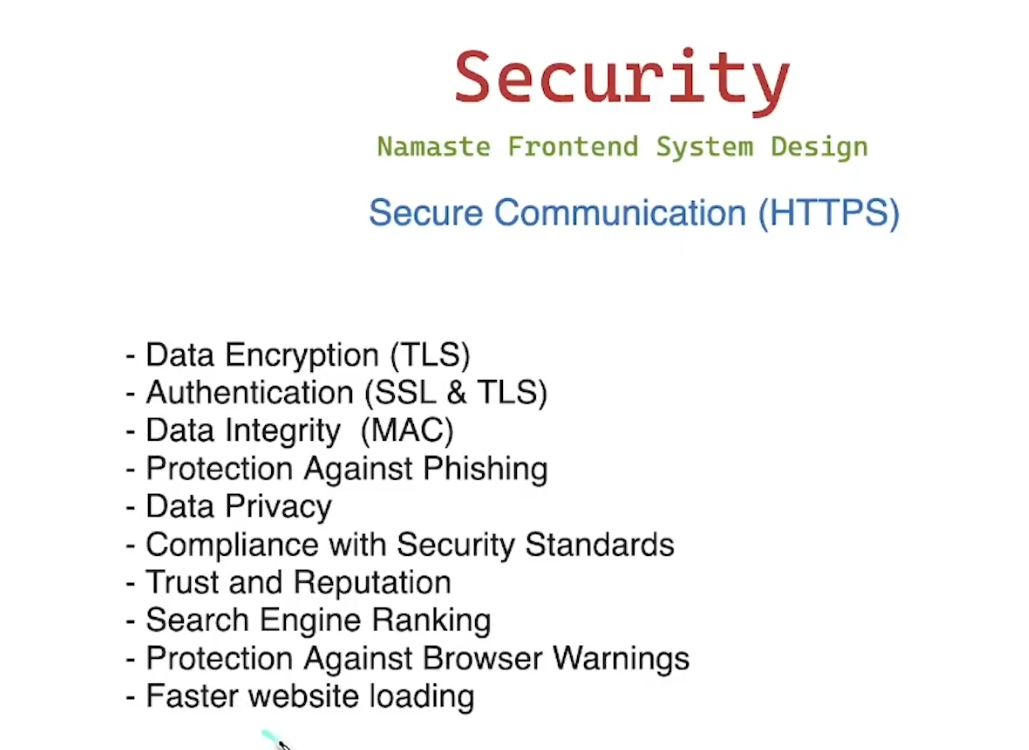 Security
Namaste Frontend System Design
Secure Communication (HTTPS)
- Data Encryption (TLS)
- Authentication (SSL & TLS)
- Data Integrity  (MAC)
- Protection Against Phishing
- Data Privacy
- Compliance with Security Standards
- Trust and Reputation
- Search Engine Ranking
- Protection Against Browser Warnings
- Faster website loading